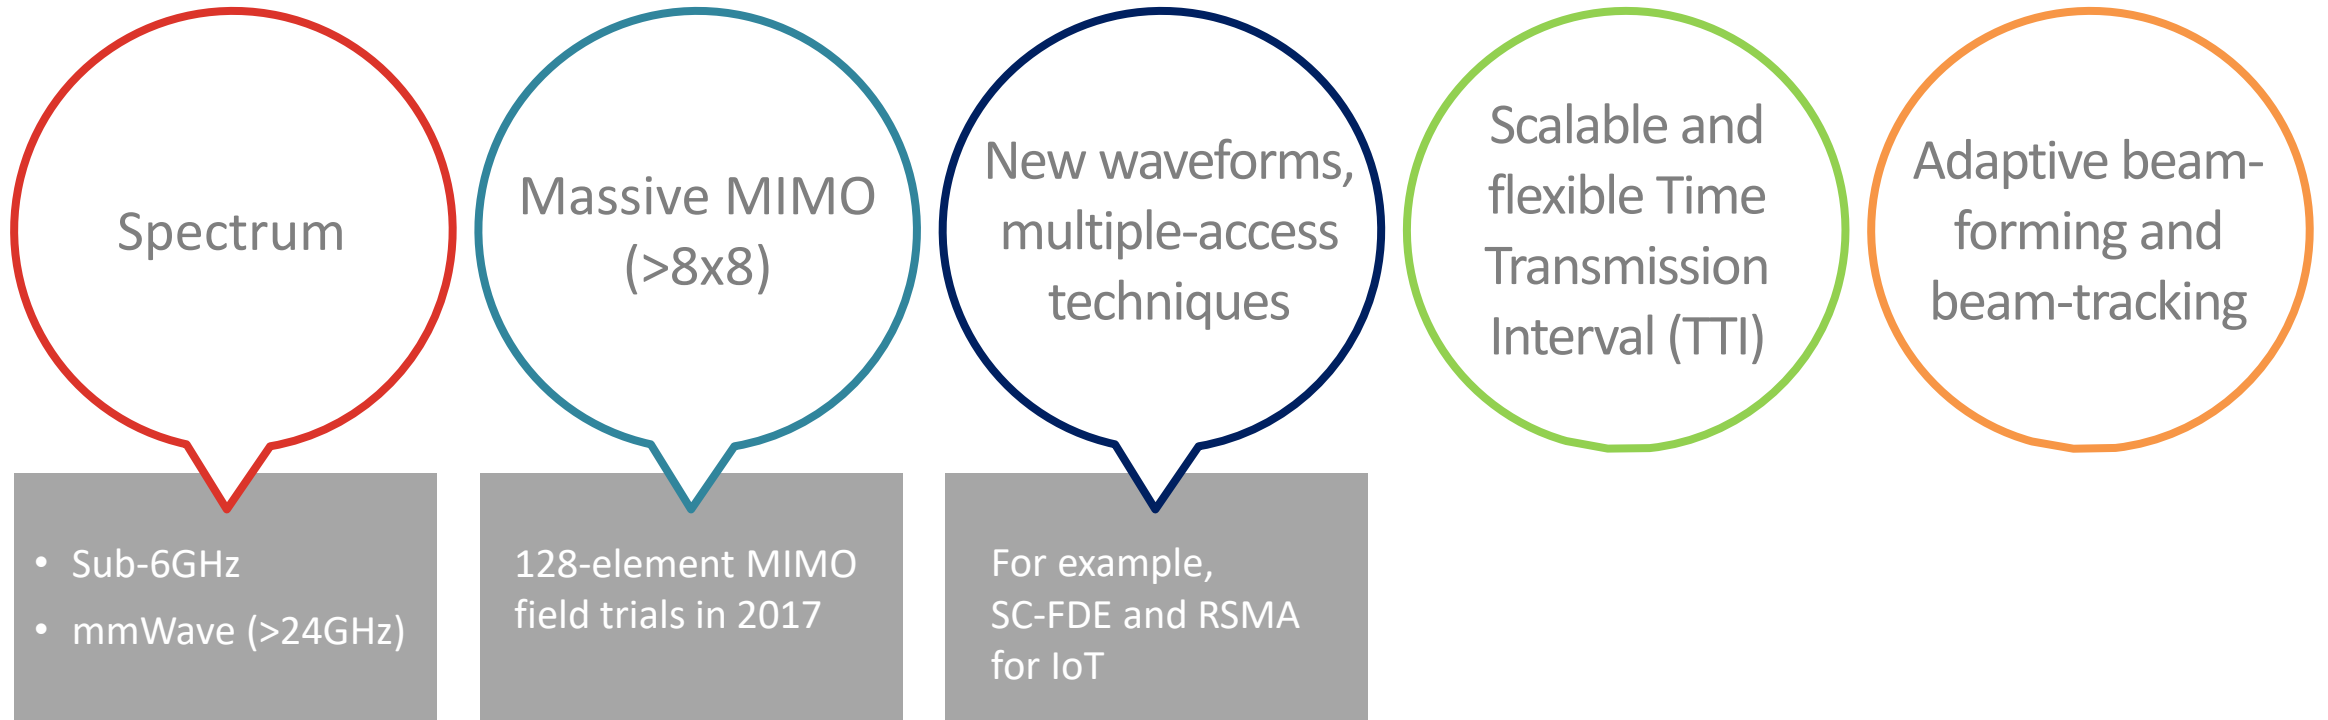 Spectrum
Massive MIMO
(>8x8)
New waveforms,
multiple-access
techniques
Scalable and
flexible Time
Transmission
Interval (TTI)
Adaptive beam-
forming and
beam-tracking
• Sub-6GHz
• mmWave (>24GHz)
128-element MIMO
field trials in 2017
For example,
SC-FDE and RSMA
for IoT